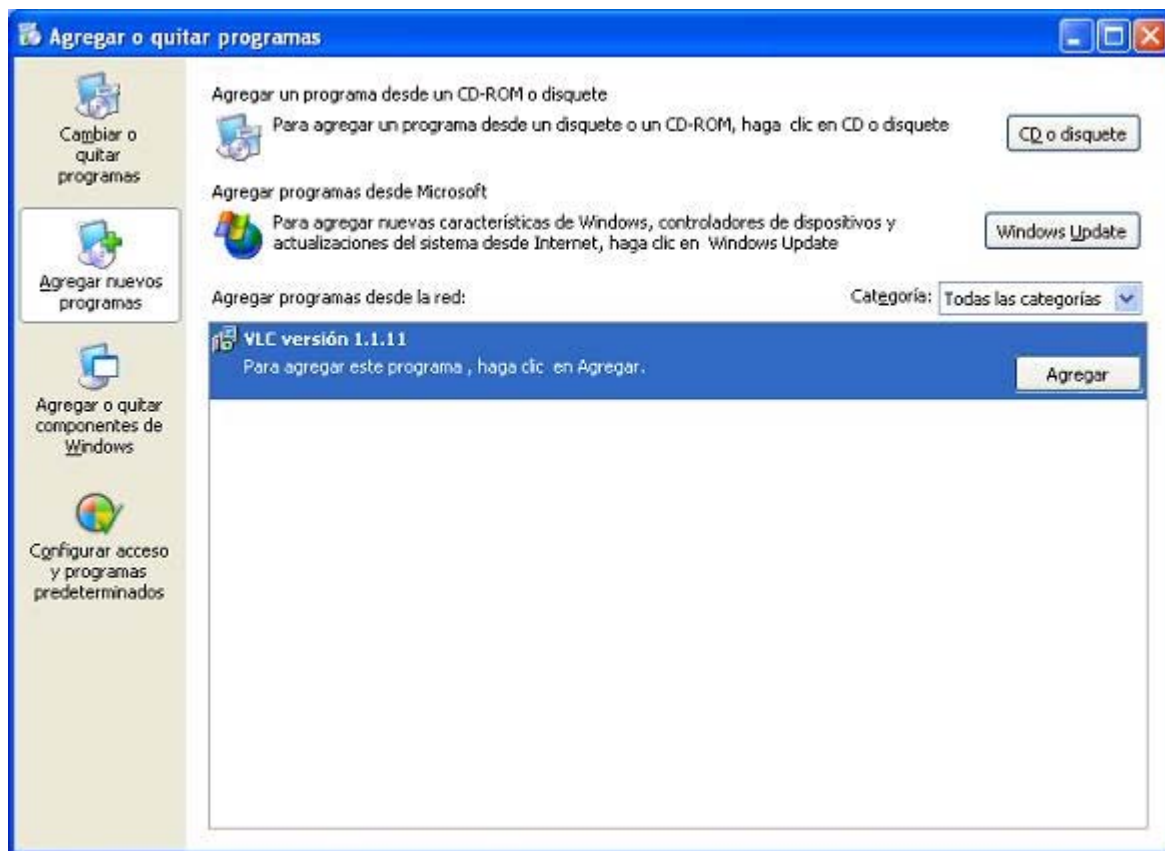 Agregar o quitar programas
Cambiar o
quitar
programas
Agregar nuevos
programas
Agregar o quitar
componentes de
Windows
Configurar acceso
y programas
predeterminados
Agregar un programa desde un CD-ROM o disquete
Para agregar un programa desde un disquete o un CD-ROM, haga clic en CD o disquete
CD o disquete
Agregar programas desde Microsoft
Para agregar nuevas características de Windows, controladores de dispositivos y
actualizaciones del sistema desde Internet, haga clic en Windows Update
Windows Update
Agregar programas desde la red:
Categoría: Todas las categorías
VLC versión 1.1.11
Para agregar este programa , haga clic en Agregar.
Agregar